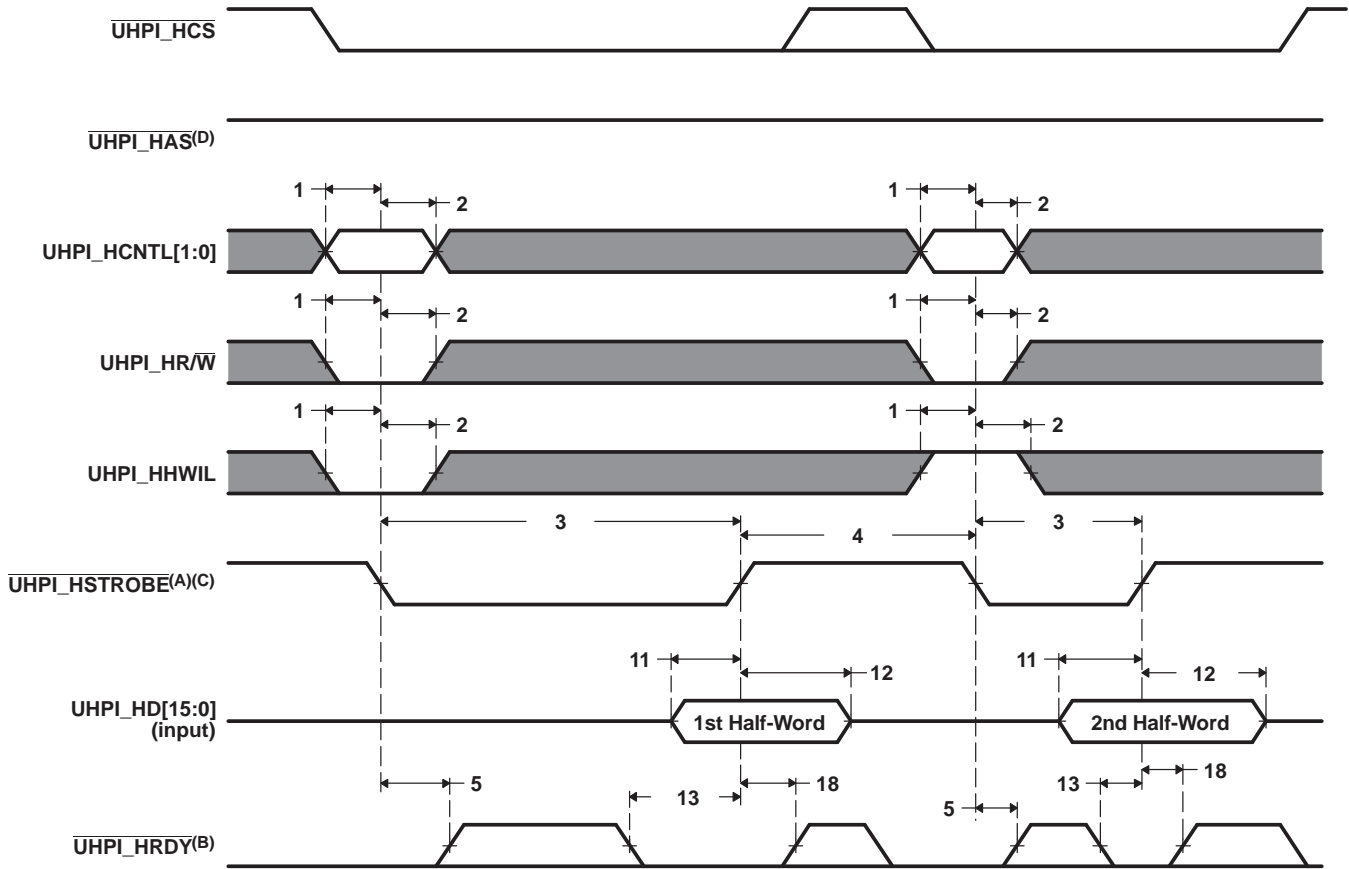 UHPI_HCS
UHPI_HAS(D)
1
2
1
2
UHPI_HCNTL[1:0]
1
2
1
2
UHPI_HR/W
1
2
1
2
UHPI_HHWIL
3
4
3
UHPI_HSTROBE(A)(C)
11
12
11
12
UHPI_HD[15:0]
(input)
1st Half-Word
2nd Half-Word
5
13
18
5
13
18
UHPI_HRDY(B)